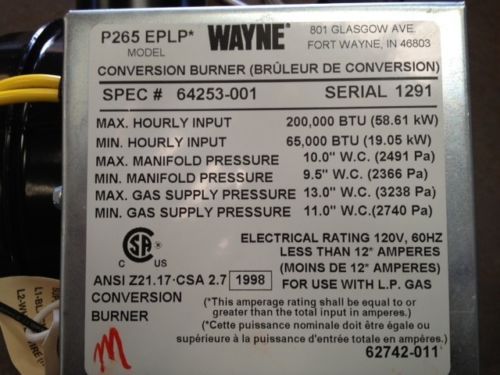 P265 EPLP* WAYNE® 801 GLASGOW AVE.
MODEL FORT WAYNE, IN 46803
CONVERSION BURNER (BRÛLEUR DE CONVERSION)
SPEC # 64253-001 SERIAL 1291
MAX. HOURLY INPUT 200,000 BTU (58.61 kW)
MIN. HOURLY INPUT 65,000 BTU (19.05 kW)
MAX. MANIFOLD PRESSURE 10.0" W.C. (2491 Pa)
MIN. MANIFOLD PRESSURE 9.5" W.C. (2366 Pa)
MAX. GAS SUPPLY PRESSURE 13.0" W.C. (3238 Pa)
MIN. GAS SUPPLY PRESSURE 11.0" W.C.(2740 Pa)
CSA ®
C US
ELECTRICAL RATING 120V, 60HZ
LESS THAN 12* AMPERES
(MOINS DE 12* AMPERES)
ANSI Z21.17·CSA 2.7 1998 FOR USE WITH L.P. GAS
CONVERSION
BURNER
(*This amperage rating shall be equal to or
greater than the total input in amperes.)
(*Cette puissance nominale doit être égale ou
supérieure à la puissance d'entrée totale en ampères.)
62742-011
m